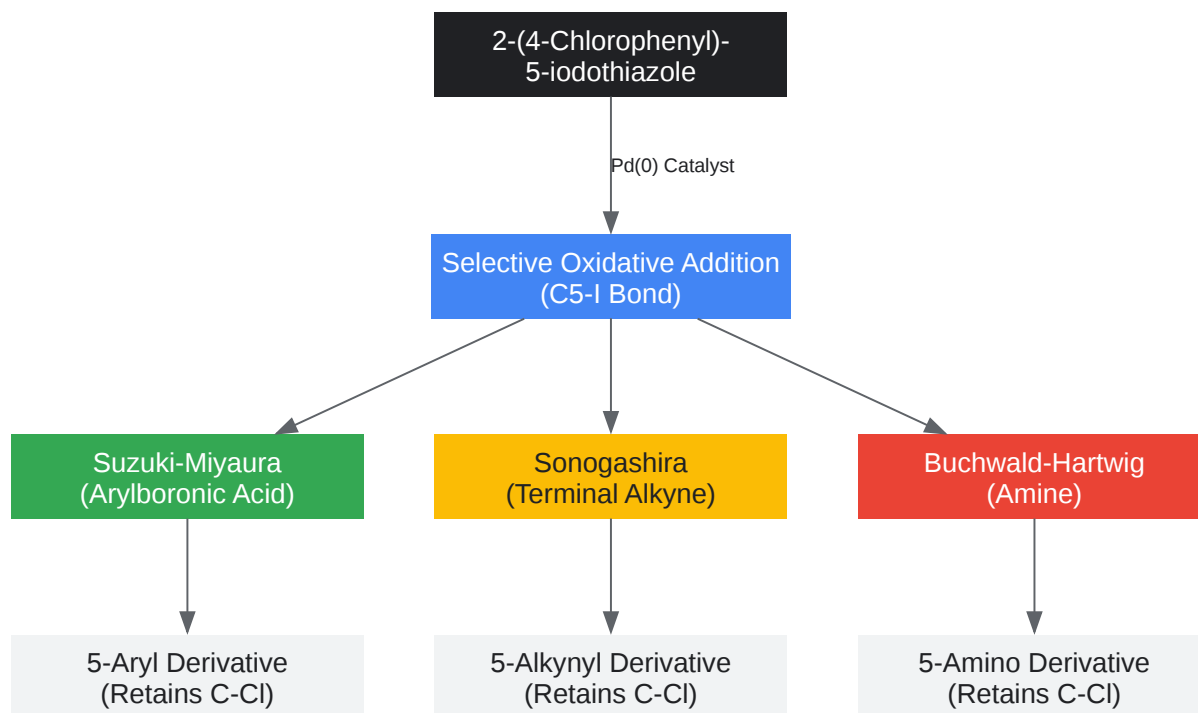 2-(4-Chlorophenyl)-
5-iodothiazole
Pd(0) Catalyst
Selective Oxidative Addition
(C5-I Bond)
Suzuki-Miyaura
(Arylboronic Acid)
Sonogashira
(Terminal Alkyne)
Buchwald-Hartwig
(Amine)
5-Aryl Derivative
(Retains C-Cl)
5-Alkynyl Derivative
(Retains C-Cl)
5-Amino Derivative
(Retains C-Cl)